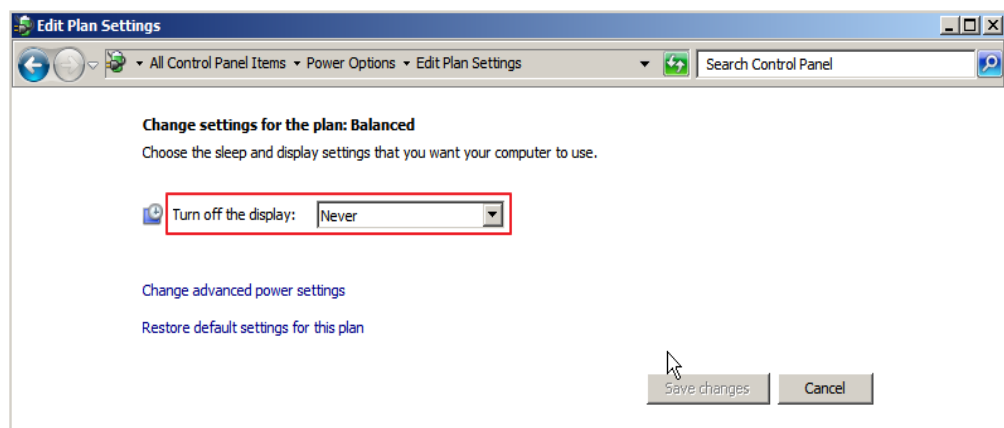 Edit Plan Settings
All Control Panel Items Power Options Edit Plan Settings Search Control Panel
Change settings for the plan: Balanced
Choose the sleep and display settings that you want your computer to use.
Turn off the display: Never
Change advanced power settings
Restore default settings for this plan
Save changes Cancel